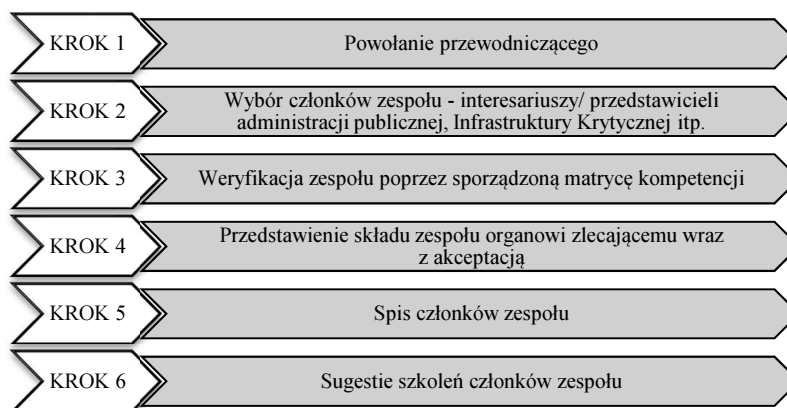 KROK 1
Powołanie przewodniczącego
KROK 2
Wybór członków zespołu - interesariuszy/ przedstawicieli
administracji publicznej, Infrastruktury Krytycznej itp.
KROK 3
Weryfikacja zespołu poprzez sporządzoną matrycę kompetencji
KROK 4
Przedstawienie składu zespołu organowi zlecającemu wraz
z akceptacją
KROK 5
Spis członków zespołu
KROK 6
Sugestie szkoleń członków zespołu